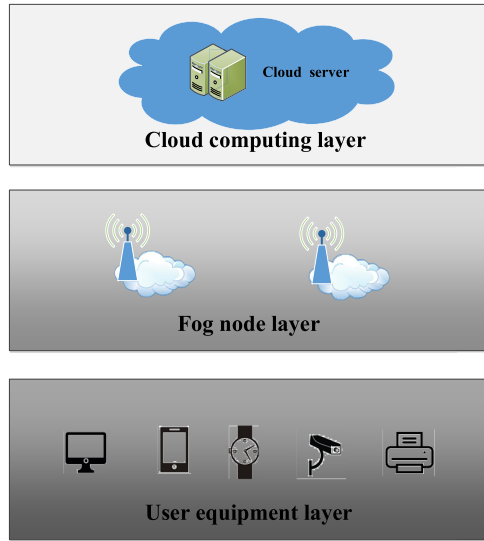 Cloud server
Cloud computing layer
Fog node layer
User equipment layer